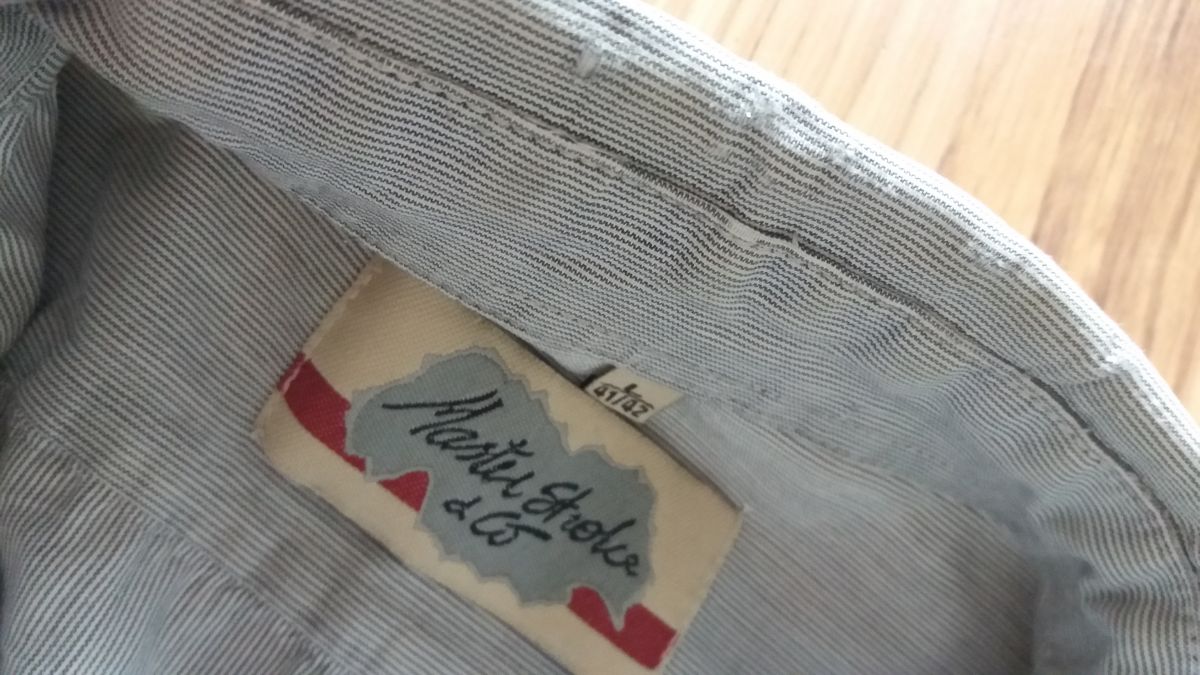 L
41/42
Master Stroke
& Co